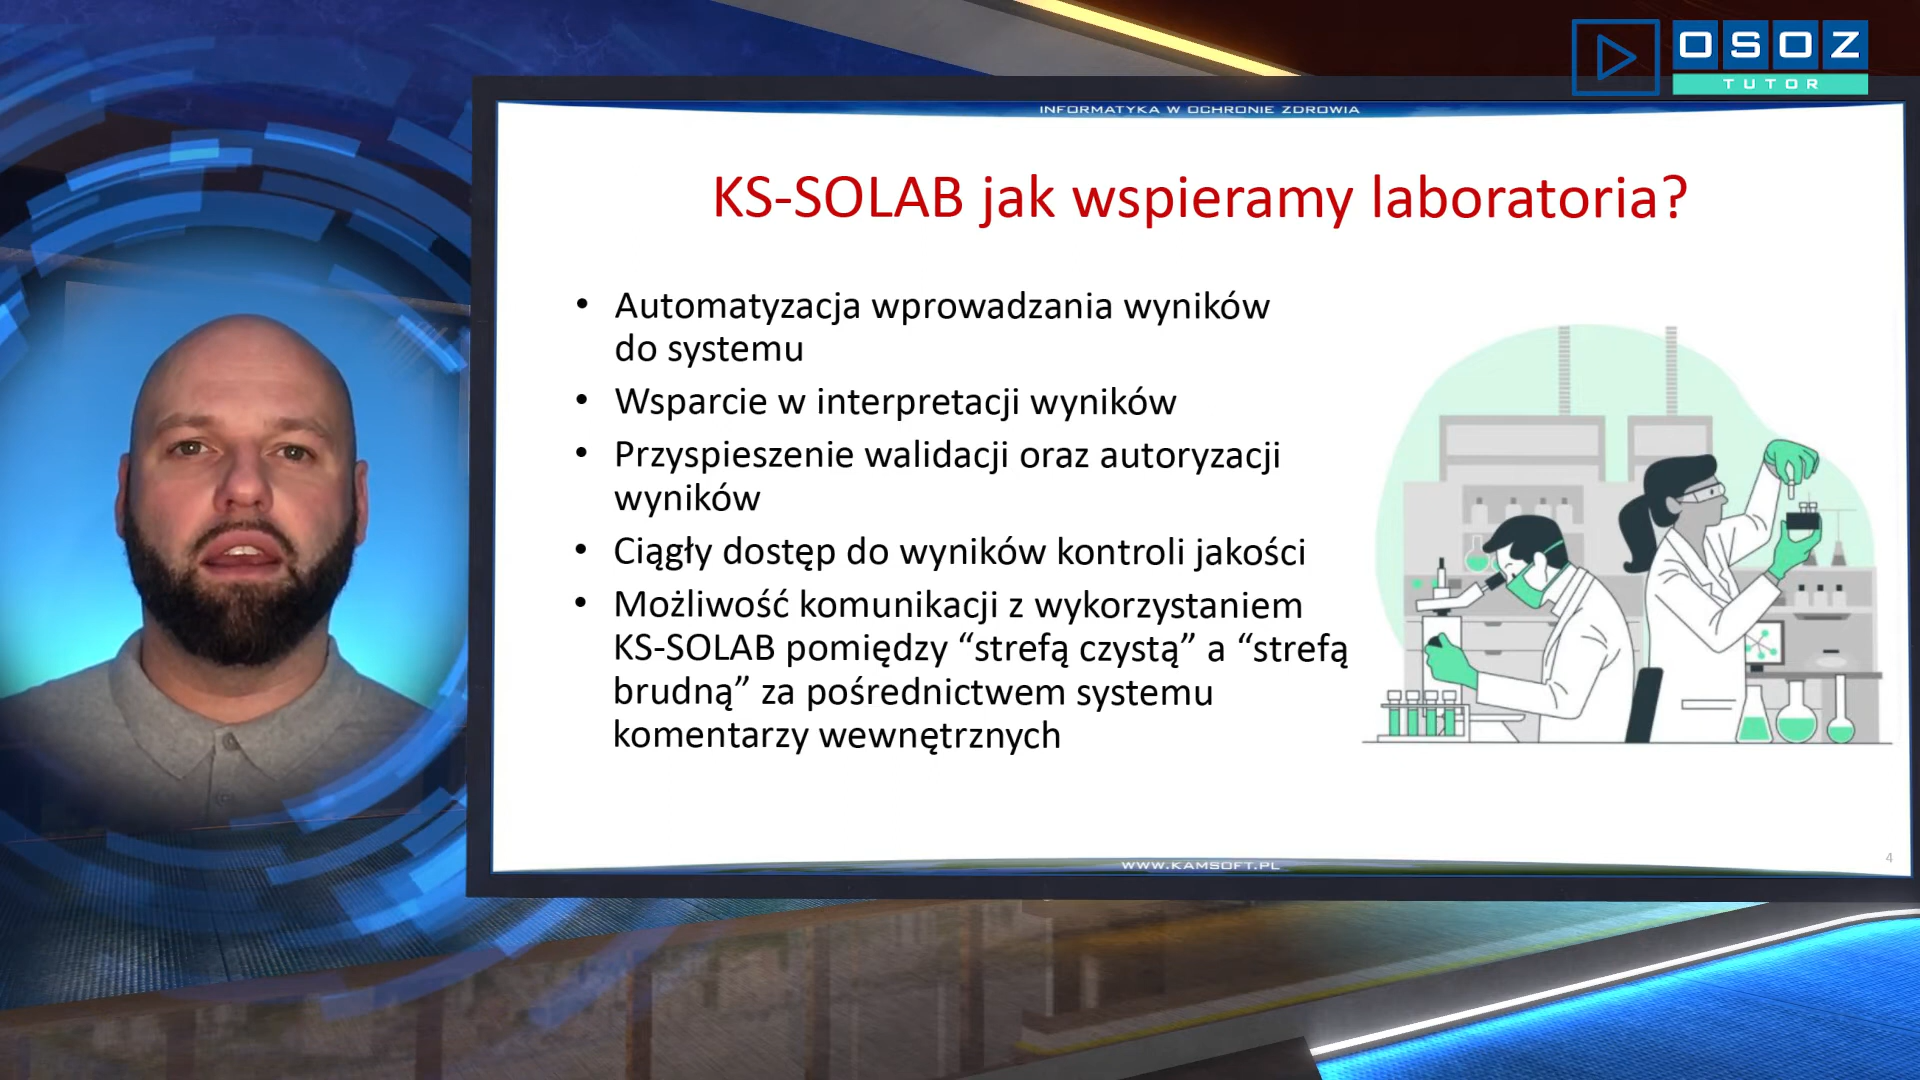 OSOZ
TUTOR
INFORMATYKA W OCHRONIE ZDROWIA
KS-SOLAB jak wspieramy laboratoria?
• Automatyzacja wprowadzania wyników
do systemu
• Wsparcie w interpretacji wyników
• Przyspieszenie walidacji oraz autoryzacji
wyników
• Ciągły dostęp do wyników kontroli jakości
• Możliwość komunikacji z wykorzystaniem
KS-SOLAB pomiędzy “strefą czystą” a “strefą
brudną” za pośrednictwem systemu
komentarzy wewnętrznych
WWW.KAMSOFT.PL
4